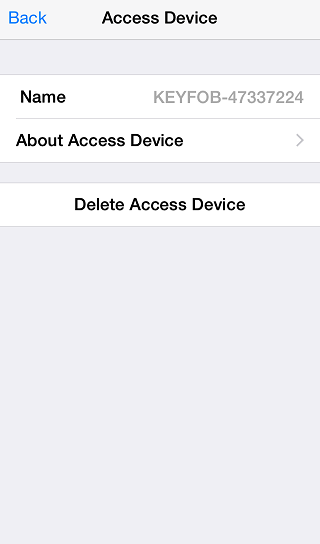 Back Access Device
Name KEYFOB-47337224
About Access Device
Delete Access Device